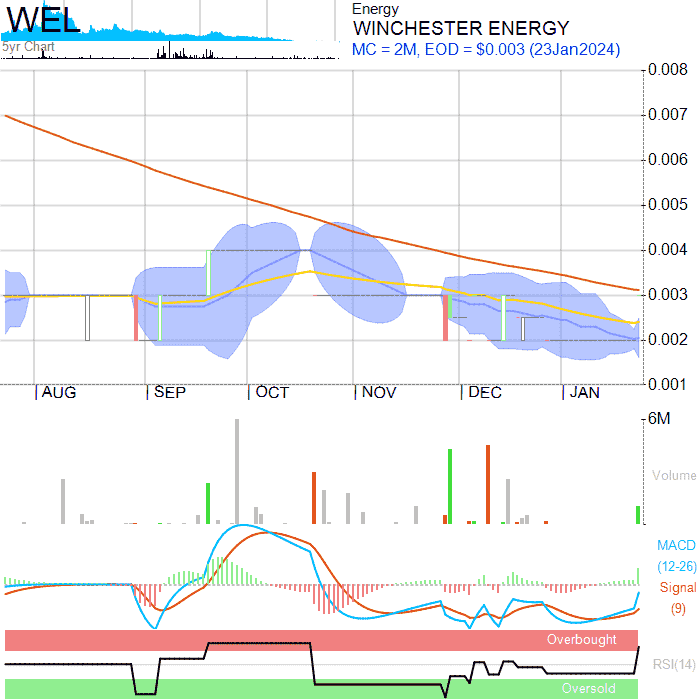 WEL
5yr Chart
Energy
WINCHESTER ENERGY
MC = 2M, EOD = $0.003 (23Jan2024)
0.008
0.007
0.006
0.005
0.004
0.003
0.002
0.001
AUG SEP OCT NOV DEC JAN
6M
Volume
MACD
(12-26)
Signal
(9)
Overbought
RSI(14)
Oversold